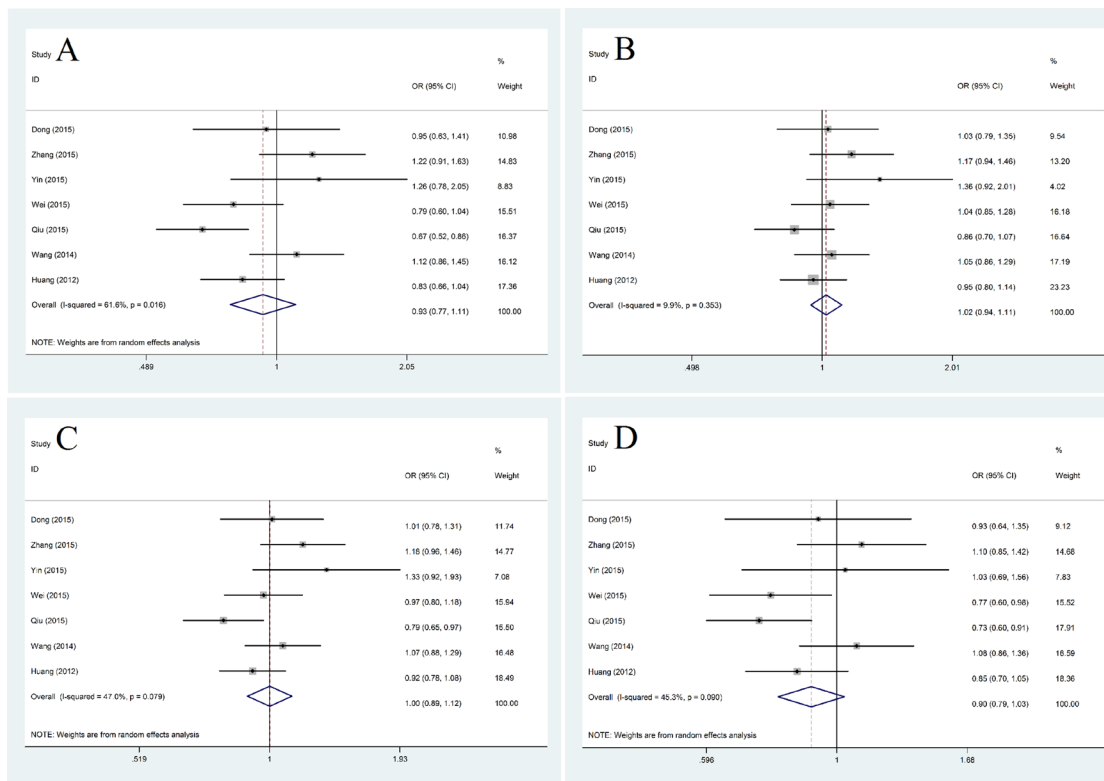 Study A
%
ID OR (95% CI) Weight
Dong (2015) 0.95 (0.63, 1.41) 10.98
Zhang (2015) 1.22 (0.91, 1.63) 14.83
Yin (2015) 1.26 (0.78, 2.05) 8.83
Wei (2015) 0.79 (0.60, 1.04) 15.51
Qiu (2015) 0.67 (0.52, 0.86) 16.37
Wang (2014) 1.12 (0.86, 1.45) 16.12
Huang (2012) 0.83 (0.66, 1.04) 17.36
Overall (I-squared = 61.6%, p = 0.016) 0.93 (0.77, 1.11) 100.00
NOTE: Weights are from random effects analysis
.489 1 2.05
Study B
%
ID OR (95% CI) Weight
Dong (2015) 1.03 (0.79, 1.35) 9.54
Zhang (2015) 1.17 (0.94, 1.46) 13.20
Yin (2015) 1.36 (0.92, 2.01) 4.02
Wei (2015) 1.04 (0.85, 1.28) 16.18
Qiu (2015) 0.86 (0.70, 1.07) 16.64
Wang (2014) 1.05 (0.86, 1.29) 17.19
Huang (2012) 0.95 (0.80, 1.14) 23.23
Overall (I-squared = 9.9%, p = 0.353) 1.02 (0.94, 1.11) 100.00
NOTE: Weights are from random effects analysis
.498 1 2.01
Study C
%
ID OR (95% CI) Weight
Dong (2015) 1.01 (0.78, 1.31) 11.74
Zhang (2015) 1.18 (0.96, 1.46) 14.77
Yin (2015) 1.33 (0.92, 1.93) 7.08
Wei (2015) 0.97 (0.80, 1.18) 15.94
Qiu (2015) 0.79 (0.65, 0.97) 15.50
Wang (2014) 1.07 (0.88, 1.29) 16.48
Huang (2012) 0.92 (0.78, 1.08) 18.49
Overall (I-squared = 47.0%, p = 0.079) 1.00 (0.89, 1.12) 100.00
NOTE: Weights are from random effects analysis
.519 1 1.93
Study D
%
ID OR (95% CI) Weight
Dong (2015) 0.93 (0.64, 1.35) 9.12
Zhang (2015) 1.10 (0.85, 1.42) 14.68
Yin (2015) 1.03 (0.69, 1.56) 7.83
Wei (2015) 0.77 (0.60, 0.98) 15.52
Qiu (2015) 0.73 (0.60, 0.91) 17.91
Wang (2014) 1.08 (0.86, 1.36) 16.59
Huang (2012) 0.85 (0.70, 1.05) 18.36
Overall (I-squared = 45.3%, p = 0.090) 0.90 (0.79, 1.03) 100.00
NOTE: Weights are from random effects analysis
.596 1 1.68